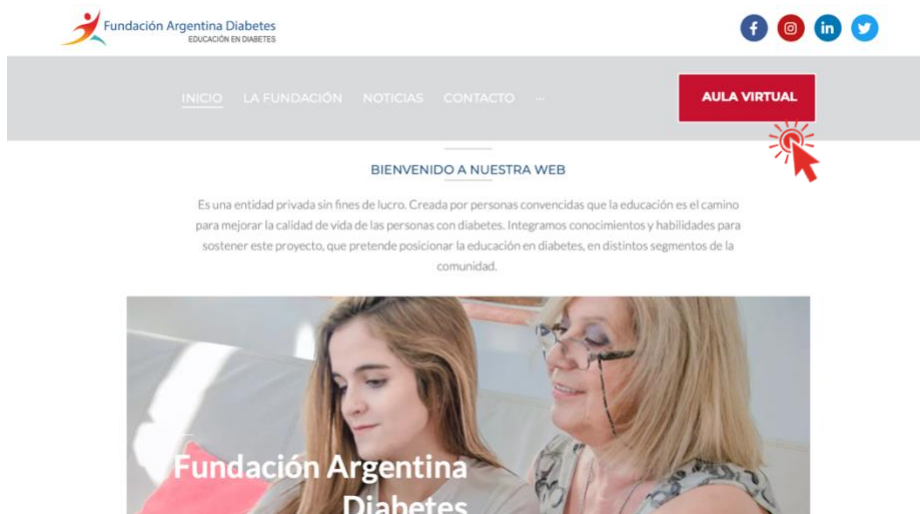 Fundación Argentina Diabetes
EDUCACIÓN EN DIABETES
INICIO LA FUNDACIÓN NOTICIAS CONTACTO ...
AULA VIRTUAL
BIENVENIDO A NUESTRA WEB
Es una entidad privada sin fines de lucro. Creada por personas convencidas que la educación es el camino
para mejorar la calidad de vida de las personas con diabetes. Integramos conocimientos y habilidades para
sostener este proyecto, que pretende posicionar la educación en diabetes, en distintos segmentos de la
comunidad.
Fundación Argentina
Diabetes